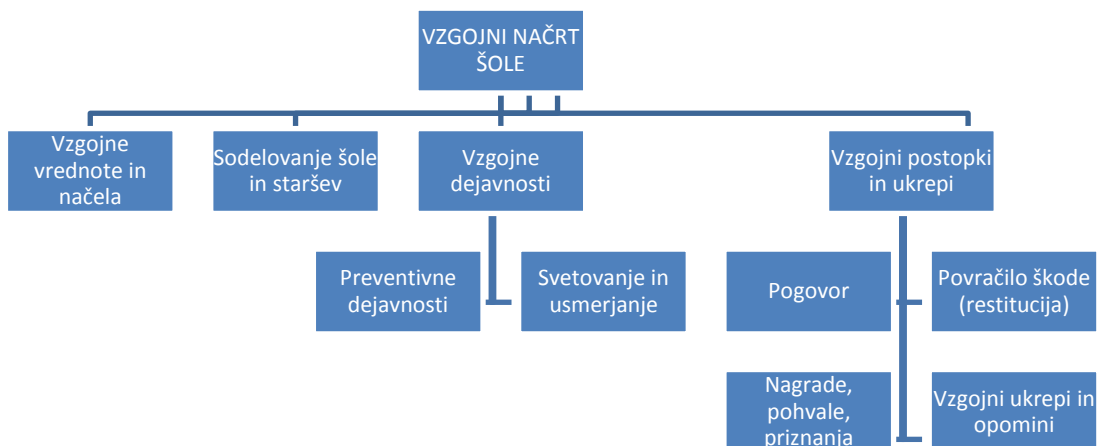 VZGOJNI NAČRT
ŠOLE
Vzgojne
vrednote in
načela
Sodelovanje šole
in staršev
Vzgojne
dejavnosti
Vzgojni postopki
in ukrepi
Preventivne
dejavnosti
Svetovanje in
usmerjanje
Pogovor
Povračilo škode
(restitucija)
Nagrade,
pohvale,
priznanja
Vzgojni ukrepi in
opomini